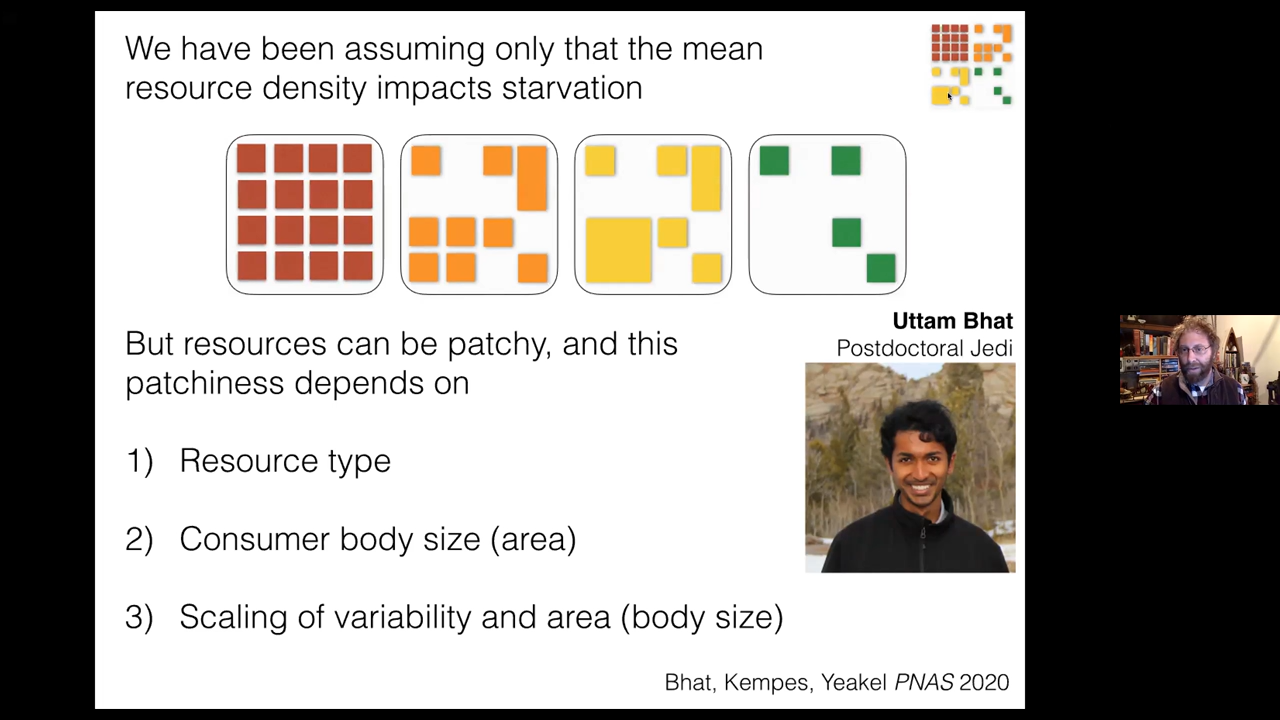 We have been assuming only that the mean
resource density impacts starvation
But resources can be patchy, and this
patchiness depends on
1) Resource type
2) Consumer body size (area)
3) Scaling of variability and area (body size)
Uttam Bhat
Postdoctoral Jedi
Bhat, Kempes, Yeakel PNAS 2020